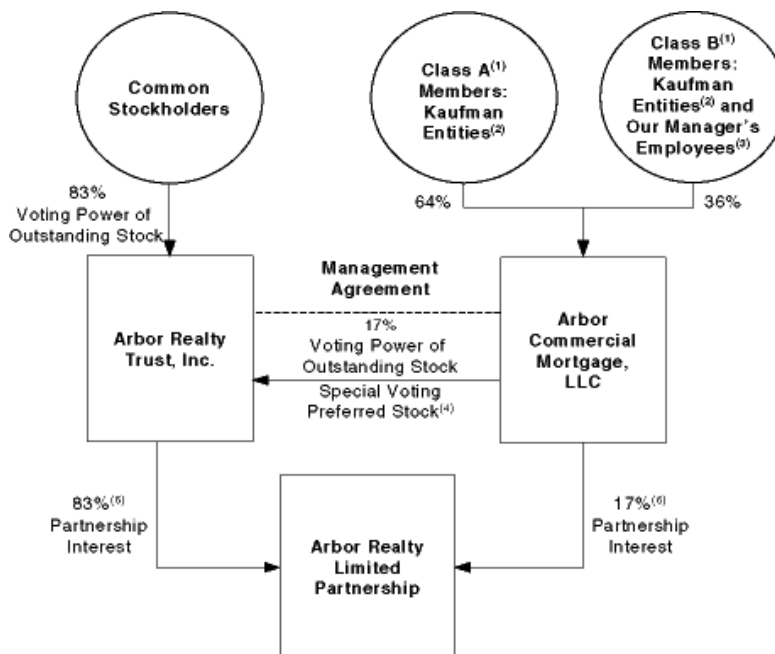 Common
Stockholders
Class A(1)
Members:
Kaufman
Entities(2)
Class B(1)
Members:
Kaufman
Entities(2) and
Our Manager's
Employees(3)
83%
Voting Power of
Outstanding Stock
64%
36%
Management
Agreement
Arbor Realty
Trust, Inc.
17%
Voting Power of
Outstanding Stock
Special Voting
Preferred Stock(4)
Arbor
Commercial
Mortgage,
LLC
83%(5)
Partnership
Interest
17%(6)
Partnership
Interest
Arbor Realty
Limited
Partnership